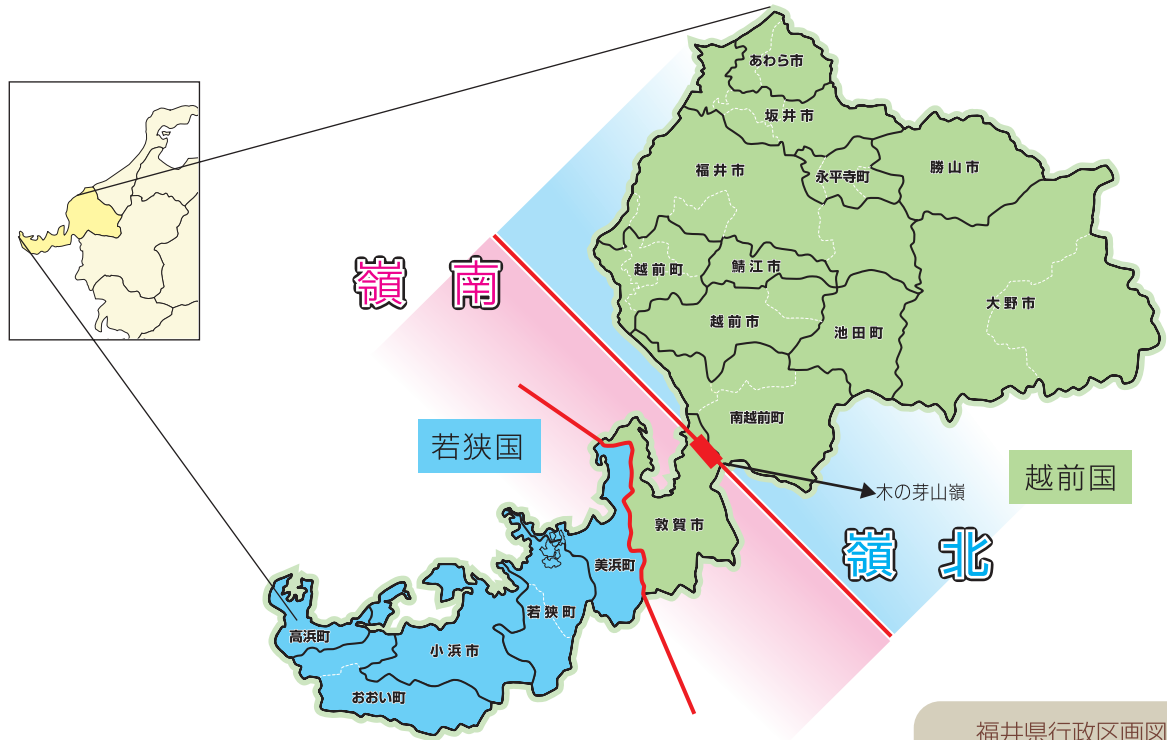 あわら市
坂井市
福井市
永平寺町
勝山市
越前町
鯖江市
大野市
嶺南
越前市
池田町
南越前町
若狭国
越前国
木の芽山嶺
敦賀市
嶺北
美浜町
若狭町
高浜町
小浜市
おおい町
福井県行政区画図